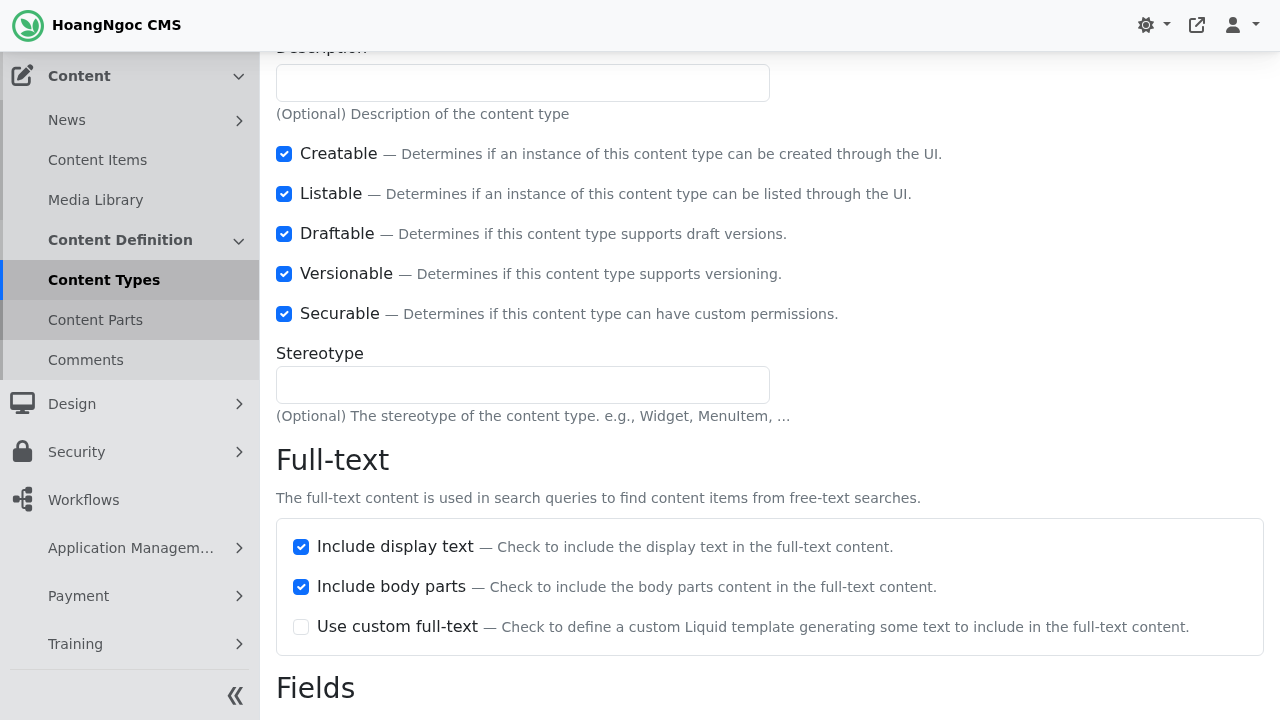 HoangNgoc CMS
Content
News
Content Items
Media Library
Content Definition
Content Types
Content Parts
Comments
Design
Security
Workflows
Application Managem...
Payment
Training
Description
(Optional) Description of the content type
Creatable — Determines if an instance of this content type can be created through the UI.
Listable — Determines if an instance of this content type can be listed through the UI.
Draftable — Determines if this content type supports draft versions.
Versionable — Determines if this content type supports versioning.
Securable — Determines if this content type can have custom permissions.
Stereotype
(Optional) The stereotype of the content type. e.g., Widget, MenuItem, ...
Full-text
The full-text content is used in search queries to find content items from free-text searches.
Include display text — Check to include the display text in the full-text content.
Include body parts — Check to include the body parts content in the full-text content.
Use custom full-text — Check to define a custom Liquid template generating some text to include in the full-text content.
Fields